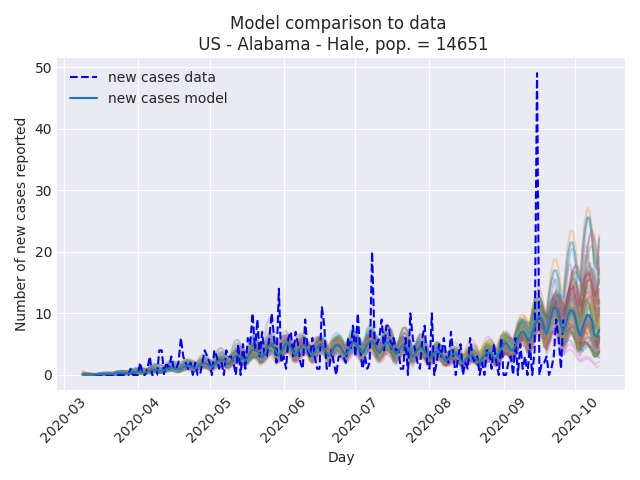 Model comparison to data
US - Alabama - Hale, pop. = 14651
new cases data
new cases model
Number of new cases reported
50
40
30
20
10
0
2020-03
2020-04
2020-05
2020-06
2020-07
2020-08
2020-09
2020-10
Day